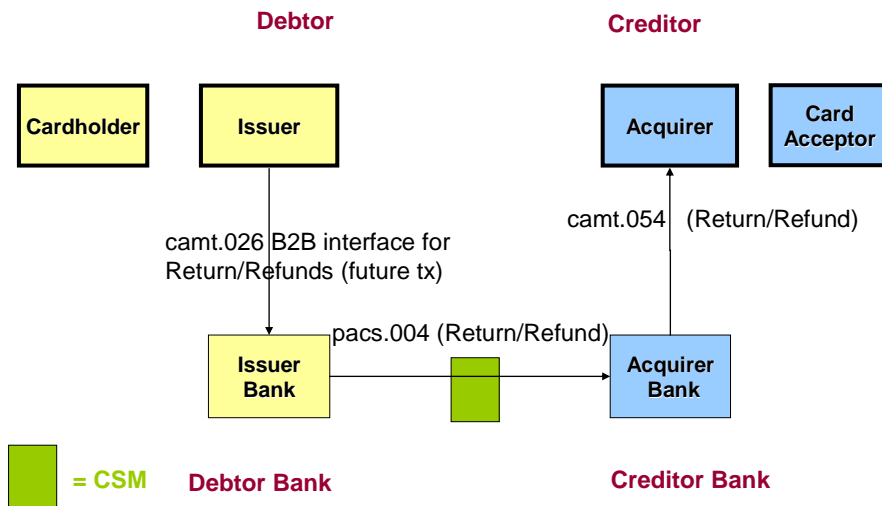 Debtor
Creditor
Cardholder
Issuer
Acquirer
Card
Acceptor
camt.026 B2B interface for
Return/Refunds (future tx)
camt.054 (Return/Refund)
pacs.004 (Return/Refund)
Issuer
Bank
Acquirer
Bank
= CSM
Debtor Bank
Creditor Bank